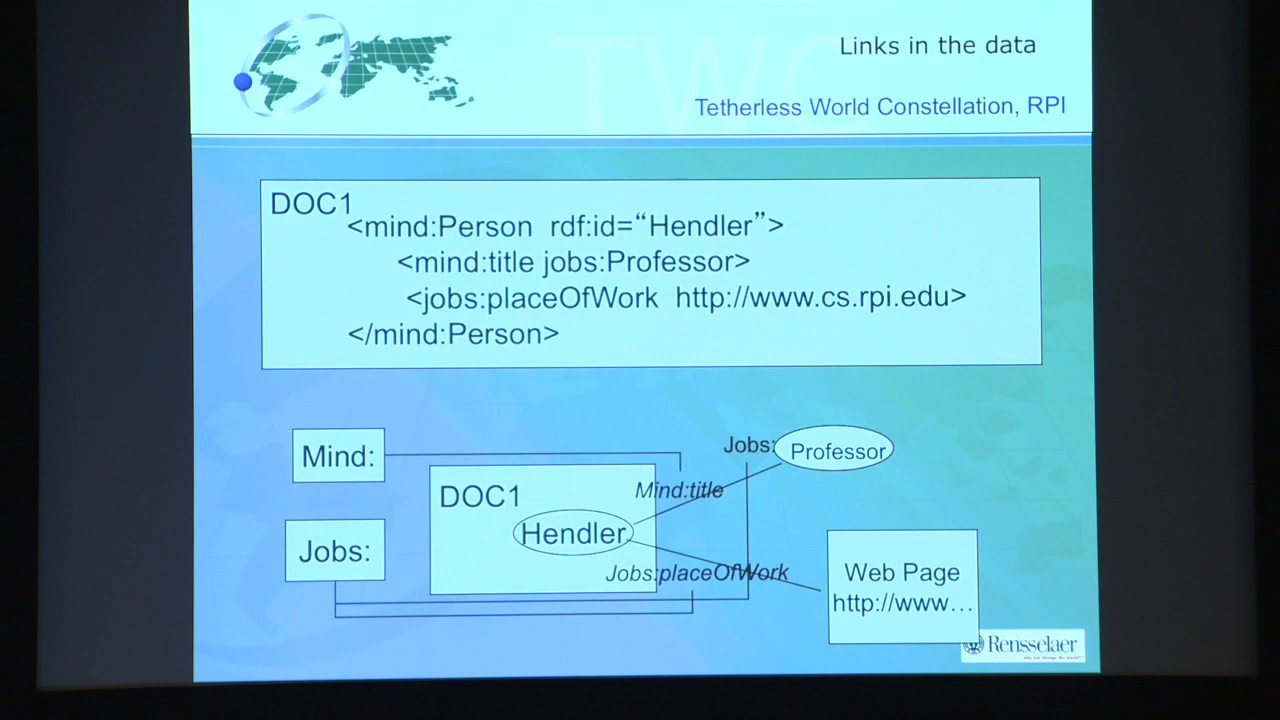 TWC
Links in the data
Tetherless World Constellation, RPI
DOC1
<mind:Person rdf:id=“Hendler”>
<mind:title jobs:Professor>
<jobs:placeOfWork http://www.cs.rpi.edu>
</mind:Person>
Mind:
Jobs:
Professor
DOC1
Mind:title
Hendler
Jobs:
Jobs:placeOfWork
Web Page
http://www…
Rensselaer